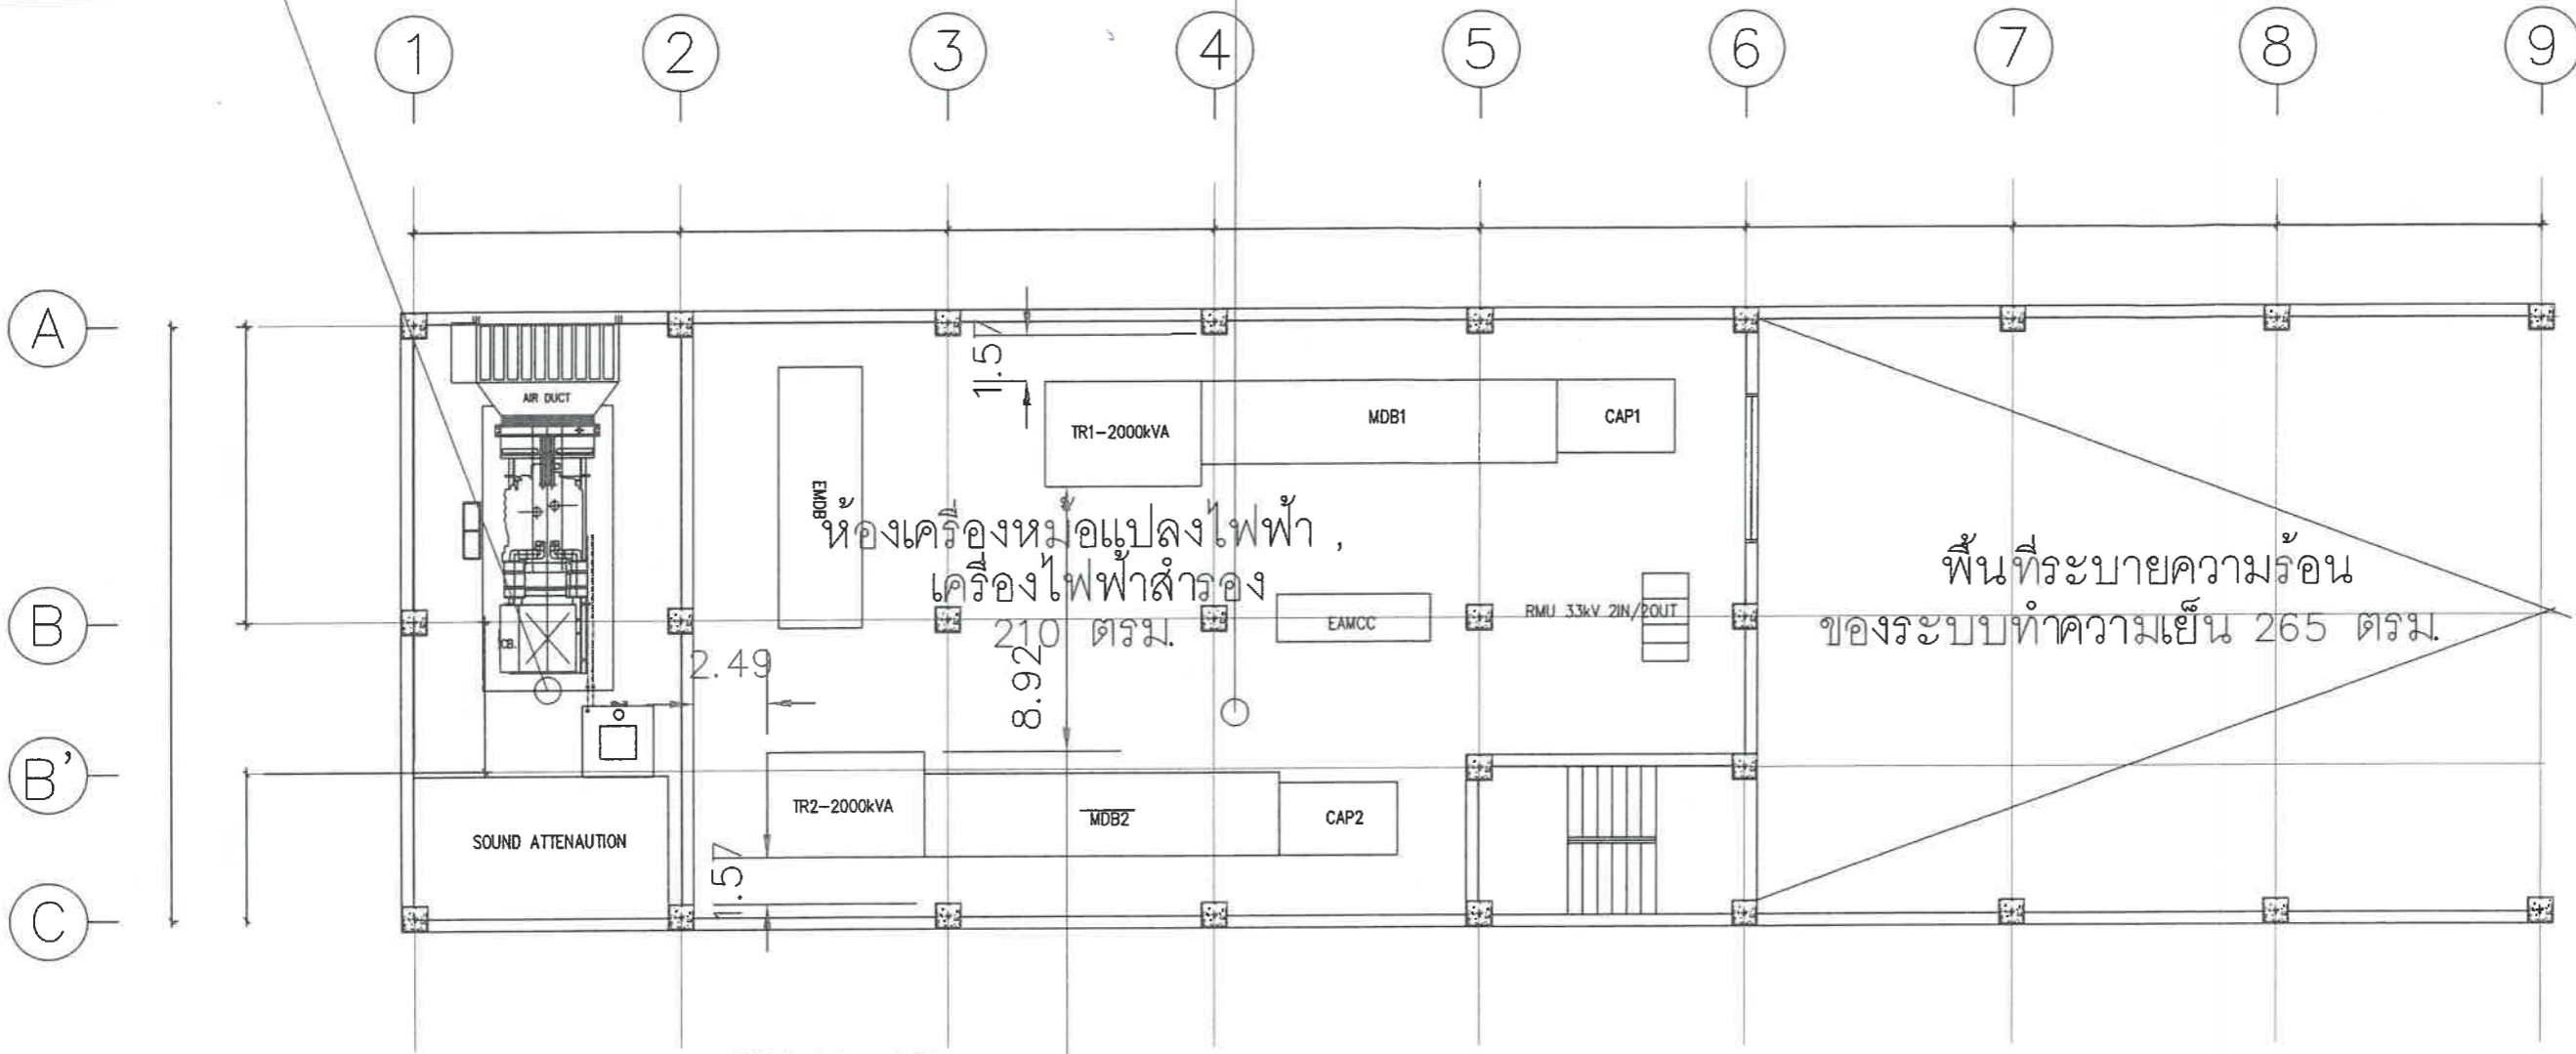 1 2 3 4 5 6 7 8 9
A
1.57
AIR DUCT
TR1-2000kVA
MDB1
CAP1
EMDB
ห้องเครื่องหม้อแปลงไฟฟ้า ,
เครื่องไฟฟ้าสำรอง
210 ตรม.
พื้นที่ระบายความร้อน
ของระบบทำความเย็น 265 ตรม.
B
EAMCC
RMU 33kV 2IN/2OUT
CB.
2.49
8.92
B'
TR2-2000kVA
MDB2
CAP2
SOUND ATTENAUTION
1.57
C